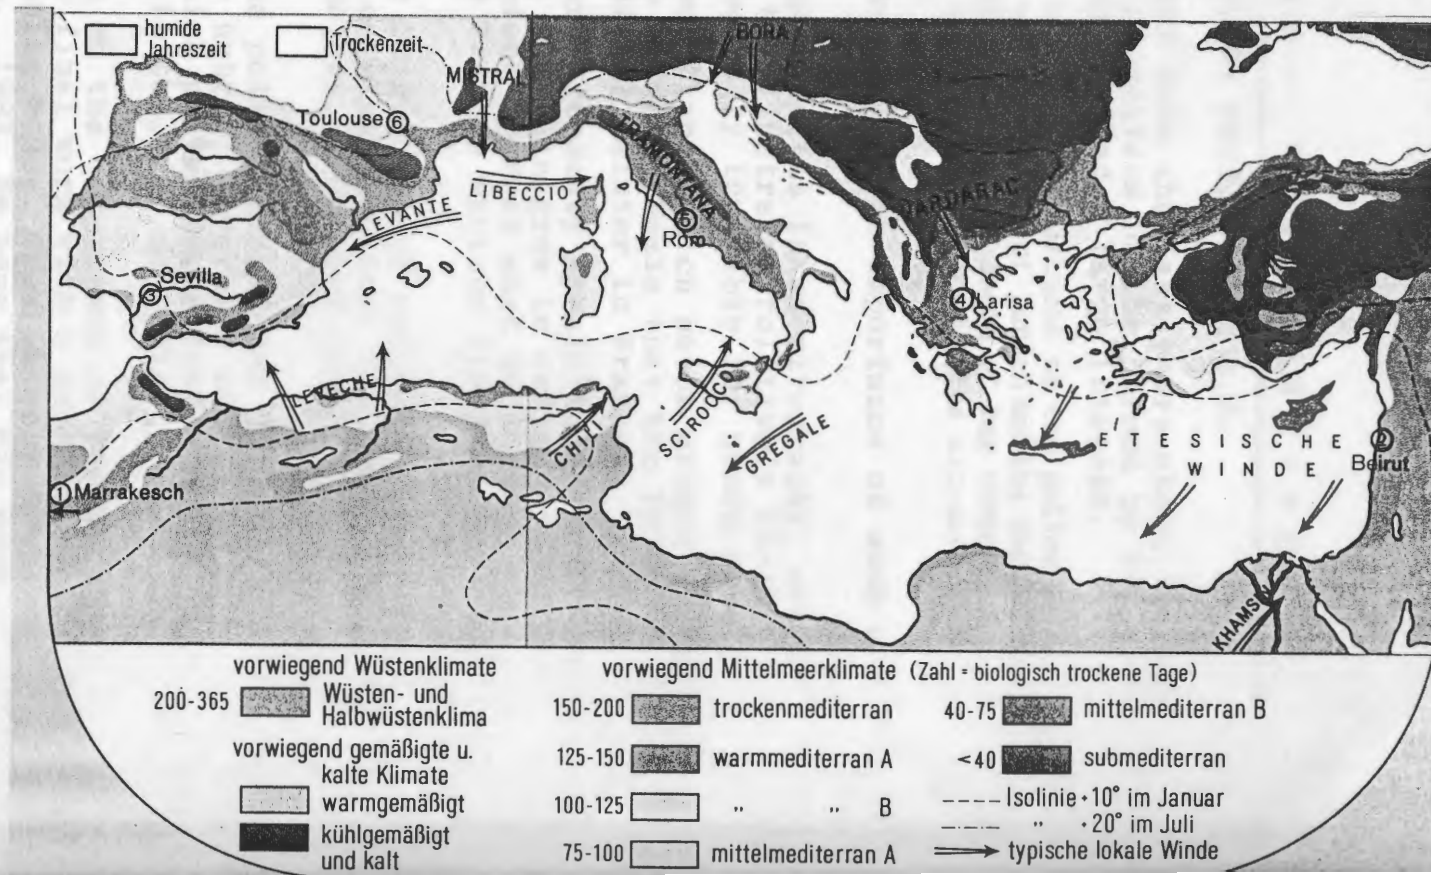 humide
Jahreszeit
Trockenzeit
BORA
MISTRAL
Toulouse ⑥
TRAMONTANA
LIBECCIO
LEVANTE
VARDARAC
⑤
Rom
Sevilla
③
④ Larisa
LEVECHE
SCIROCCO
CHILI
GREGALE
ETESISCHE
WINDE
②
Beirut
① Marrakesch
KHAMSIN
vorwiegend Wüstenklimate
200-365 Wüsten- und
Halbwüstenklima
vorwiegend gemäßigte u.
kalte Klimate
warmgemäßigt
kühlgemäßigt
und kalt
vorwiegend Mittelmeerklimate (Zahl = biologisch trockene Tage)
150-200 trockenmediterran
125-150 warmmediterran A
100-125 „ „ B
75-100 mittelmediterran A
40-75 mittelmediterran B
<40 submediterran
Isolinie +10° im Januar
„ +20° im Juli
typische lokale Winde